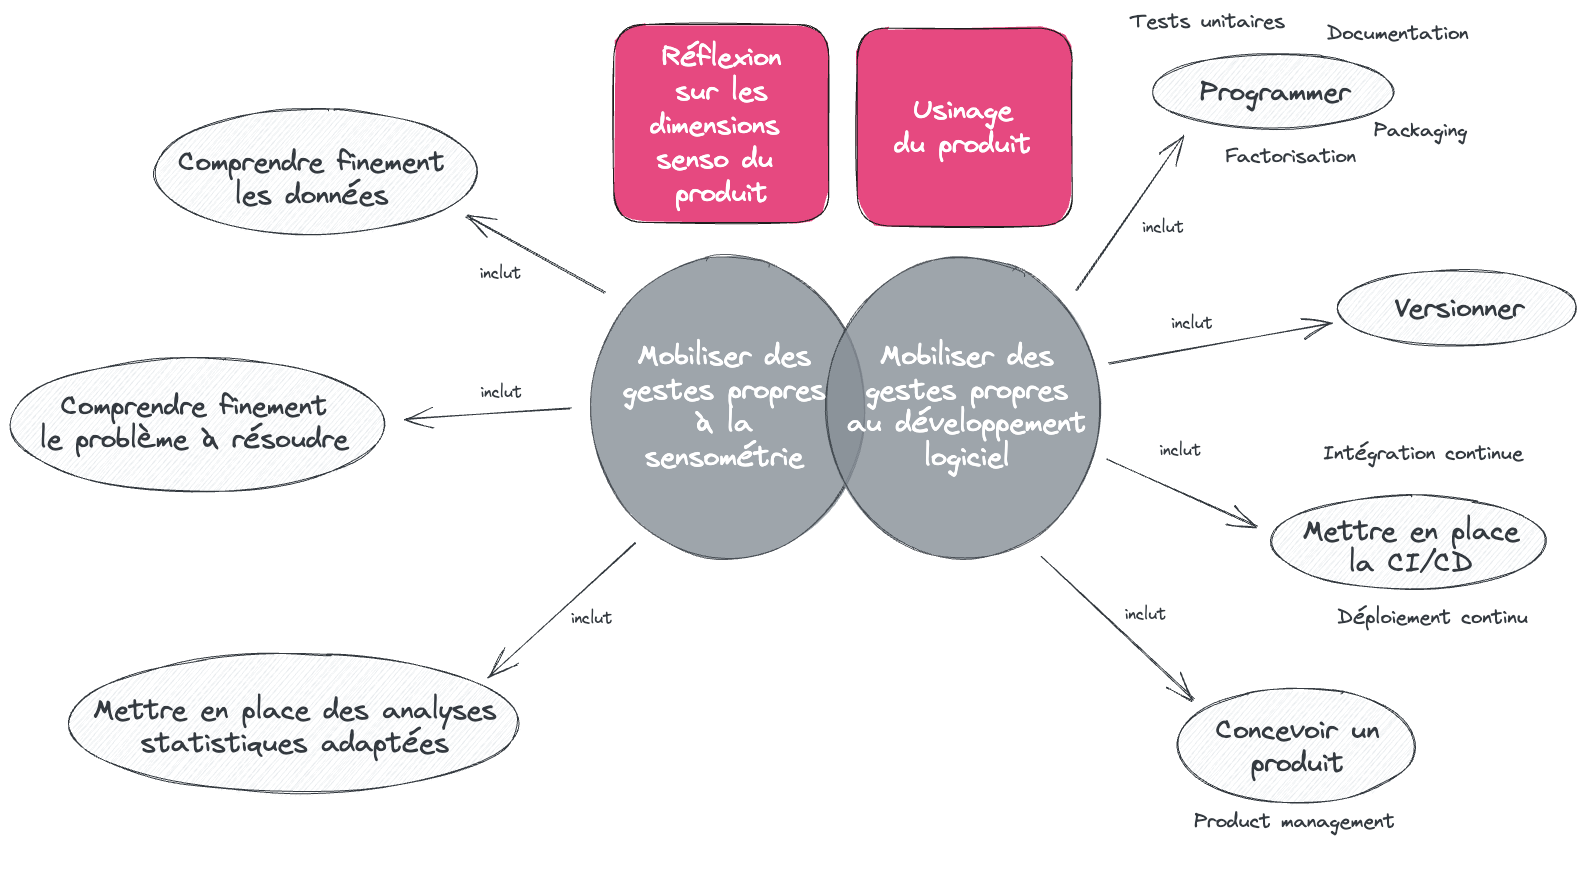 Tests unitaires
Documentation
Programmer
Packaging
Factorisation
Réflexion
sur les
dimensions
senso du
produit
Usinage
du produit
Comprendre finement
les données
inclut
inclut
Versionner
inclut
Comprendre finement
le problème à résoudre
inclut
Mobiliser des
gestes propres
à la
sensométrie
Mobiliser des
gestes propres
au développement
logiciel
inclut
Intégration continue
Mettre en place
la CI/CD
Déploiement continu
inclut
inclut
Mettre en place des analyses
statistiques adaptées
Concevoir un
produit
Product management